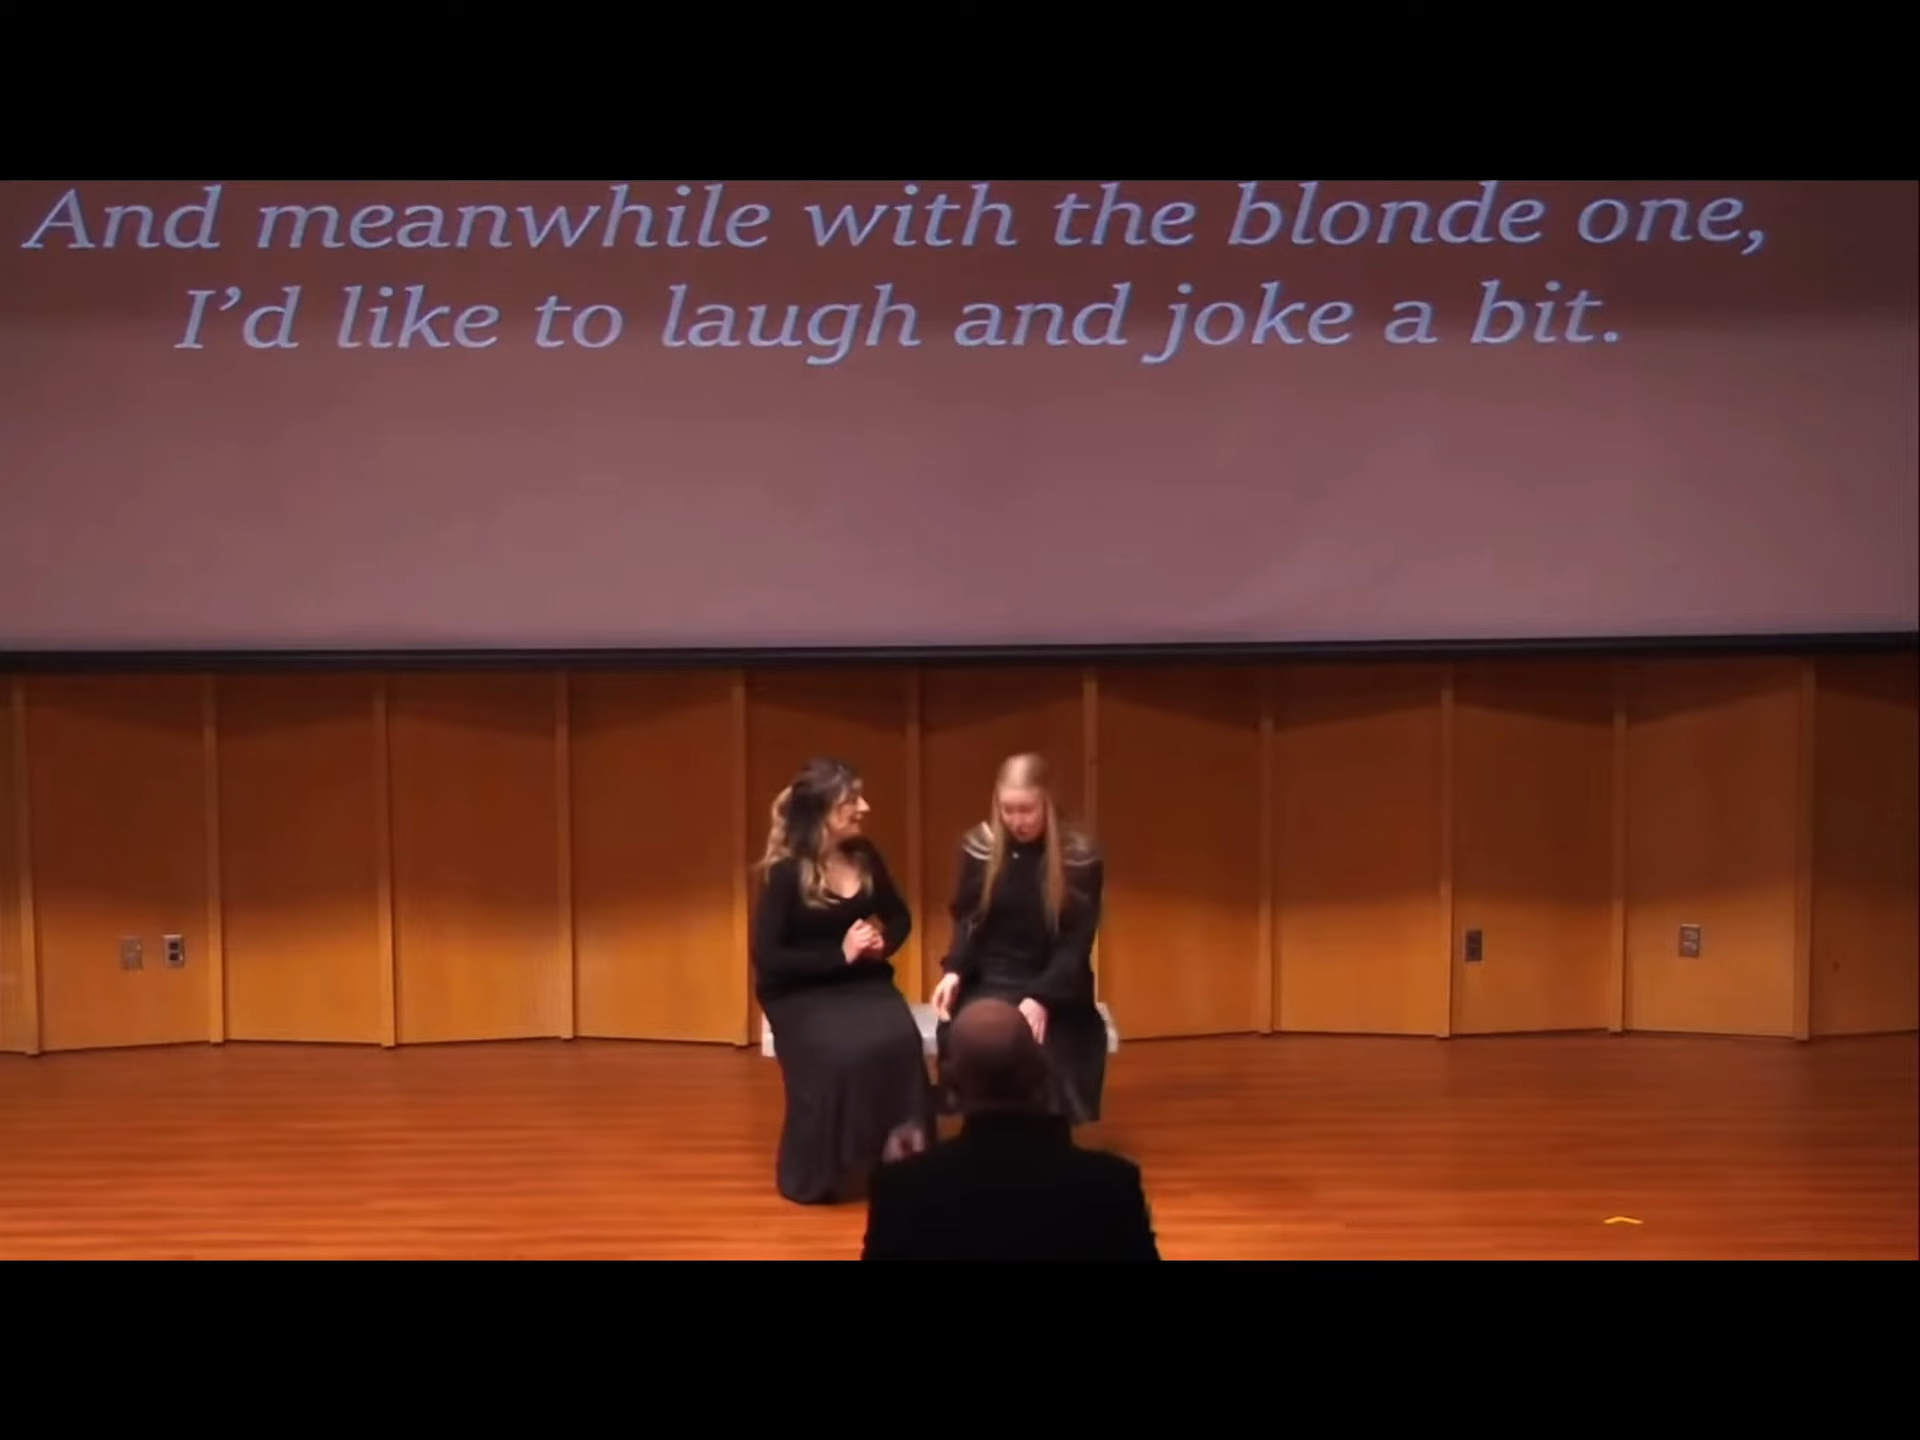 And meanwhile with the blonde one,
I’d like to laugh and joke a bit.